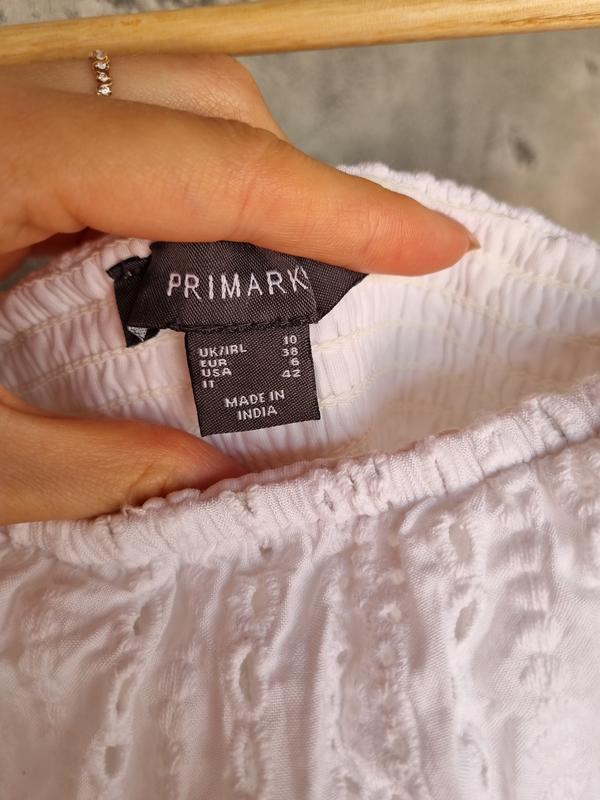 PRIMARK
UK/IRL 10
EUR 38
USA 6
IT 42
MADE IN
INDIA